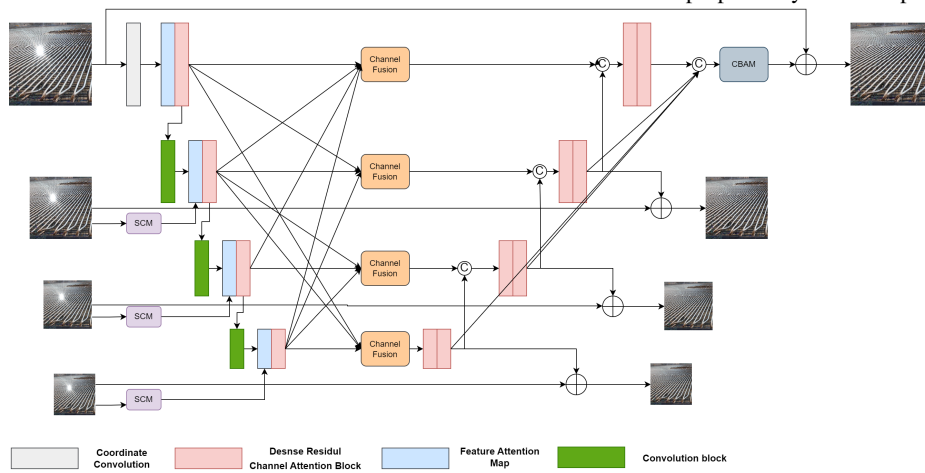 Channel
Fusion
C
C
CBAM
Channel
Fusion
C
SCM
Channel
Fusion
C
SCM
Channel
Fusion
SCM
Coordinate
Convolution
Desnse Residul
Channel Attention Block
Feature Attention
Map
Convolution block